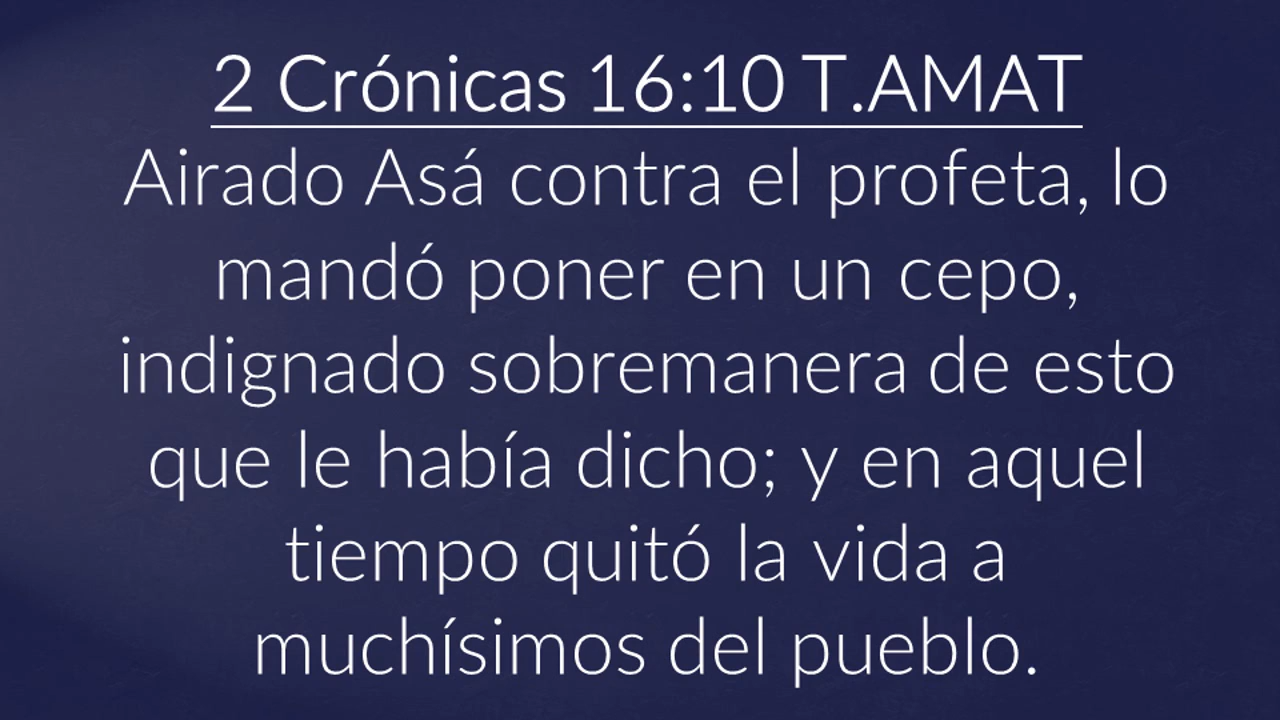 2 Crónicas 16:10 T.AMAT
Airado Asá contra el profeta, lo
mandó poner en un cepo,
indignado sobremanera de esto
que le había dicho; y en aquel
tiempo quitó la vida a
muchísimos del pueblo.